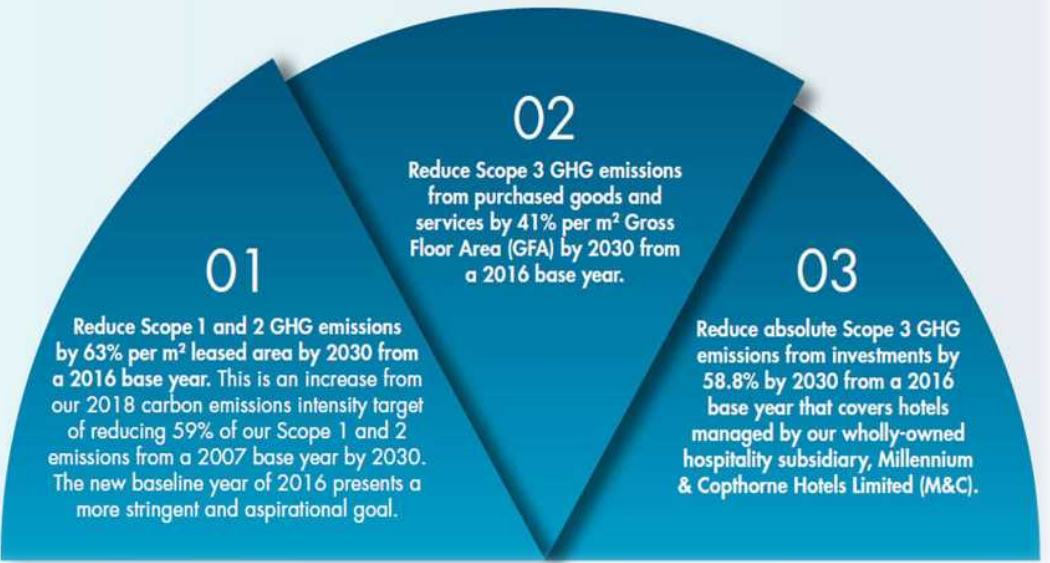 01
Reduce Scope 1 and 2 GHG emissions
by 63% per m² leased area by 2030 from
a 2016 base year. This is an increase from
our 2018 carbon emissions intensity target
of reducing 59% of our Scope 1 and 2
emissions from a 2007 base year by 2030.
The new baseline year of 2016 presents a
more stringent and aspirational goal.
02
Reduce Scope 3 GHG emissions
from purchased goods and
services by 41% per m² Gross
Floor Area (GFA) by 2030 from
a 2016 base year.
03
Reduce absolute Scope 3 GHG
emissions from investments by
58.8% by 2030 from a 2016
base year that covers hotels
managed by our wholly-owned
hospitality subsidiary, Millennium
& Copthorne Hotels Limited (M&C).